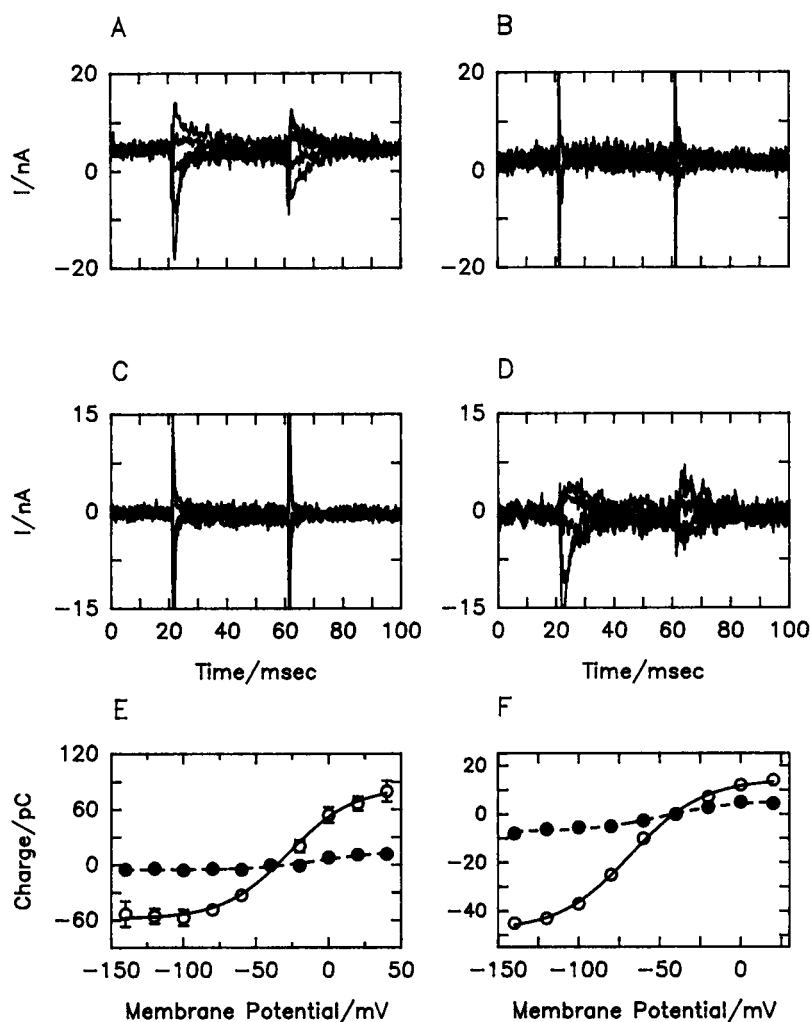 A
B
20
0
-20
I/nA
20
0
-20
C
D
15
0
-15
I/nA
0 20 40 60 80 100
Time/msec
15
0
-15
0 20 40 60 80 100
Time/msec
E
F
120
60
0
-60
Charge/pC
-150 -100 -50 0 50
Membrane Potential/mV
20
0
-20
-40
-150 -100 -50 0
Membrane Potential/mV